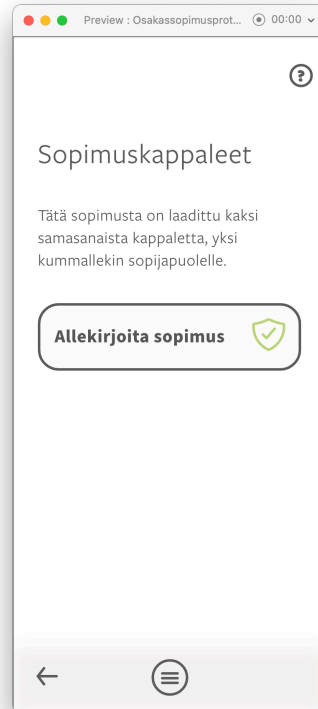 Preview : Osakassopimusprot... 00:00
?
Sopimuskappaleet
Tätä sopimusta on laadittu kaksi
samasanaista kappaletta, yksi
kummallekin sopijapuolelle.
Allekirjoita sopimus